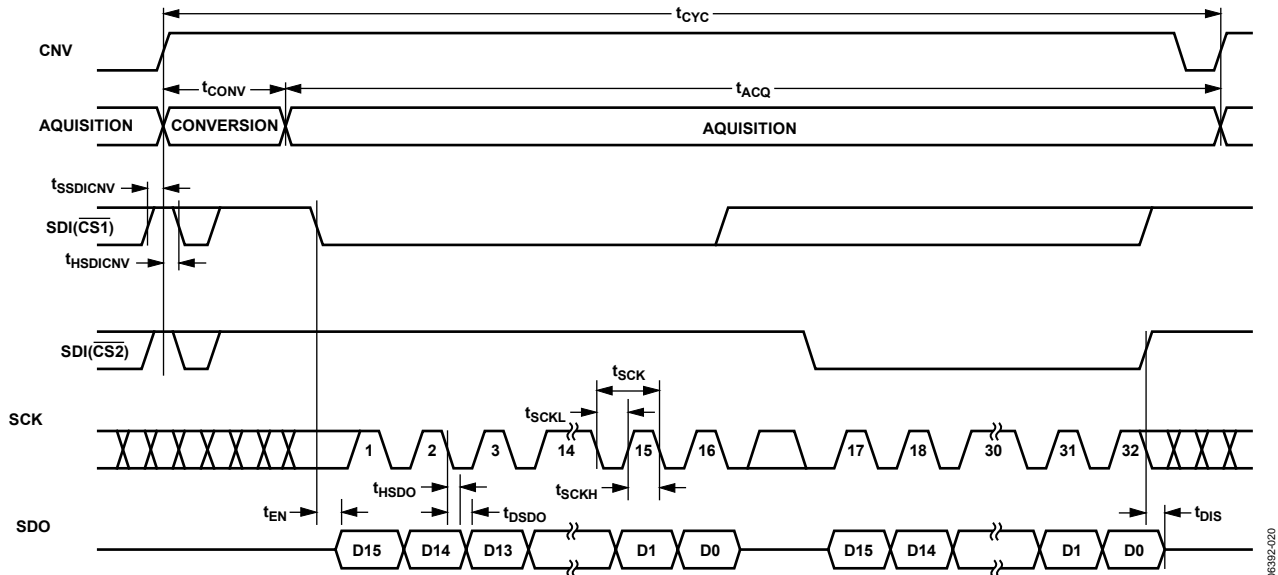 tCYC
CNV
tCONV
tACQ
AQUISITION CONVERSION AQUISITION
tSSDICNV
SDI(CS1)
tHSDICNV
SDI(CS2)
tSCK
tSCKL
SCK
1 2 3 14 15 16 17 18 30 31 32
tHSDO
tSCKH
tEN
tDSDO
tDIS
SDO
D15 D14 D13 D1 D0 D15 D14 D1 D0
06392-020